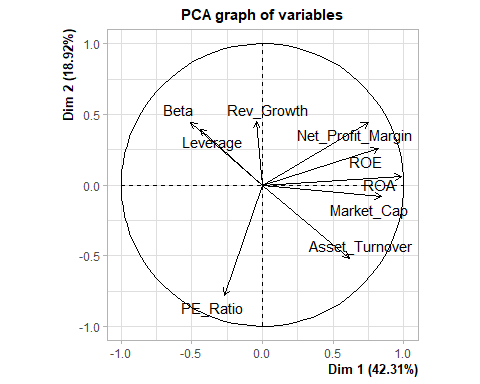 PCA graph of variables
Dim 2 (18.92%)
1.0
0.5
0.0
-0.5
-1.0
Beta
Rev_Growth
Net_Profit_Margin
Leverage
ROE
ROA
Market_Cap
Asset_Turnover
PE_Ratio
-1.0 -0.5 0.0 0.5 1.0
Dim 1 (42.31%)